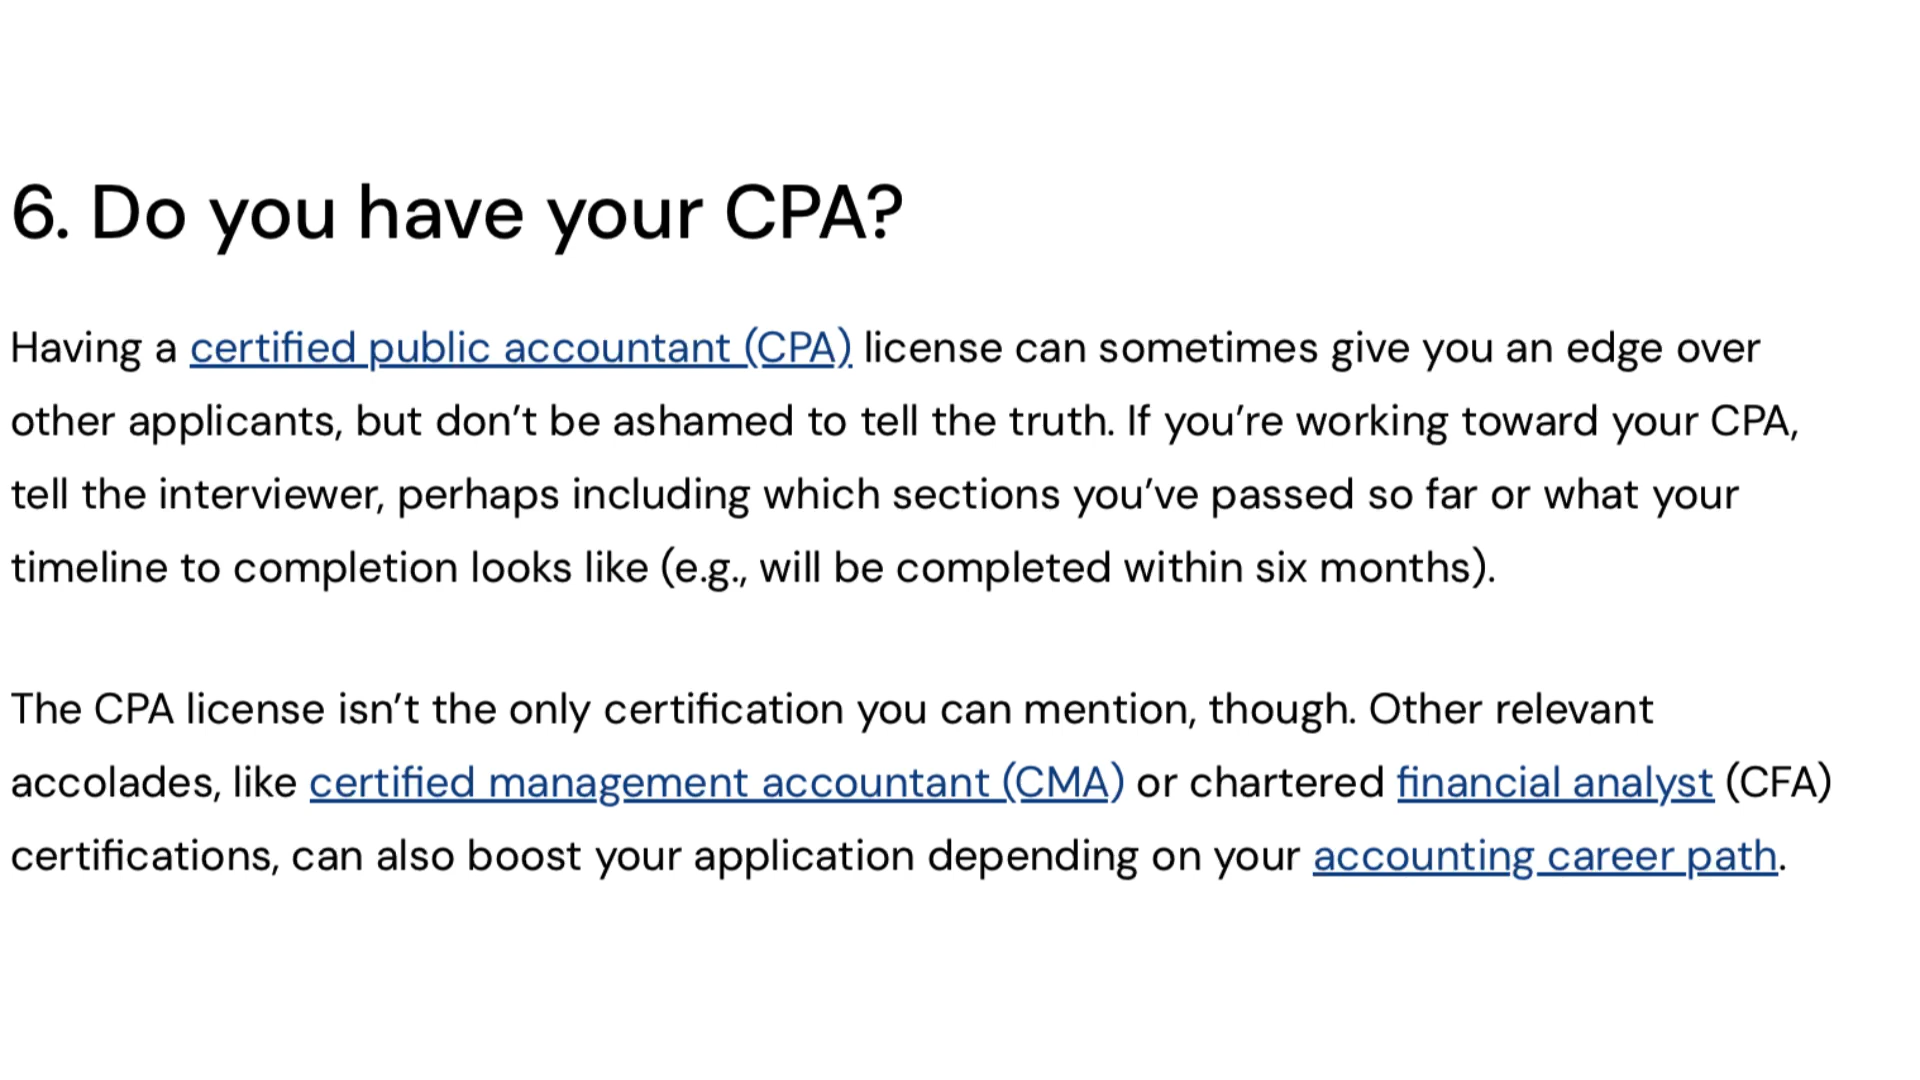 6. Do you have your CPA?
Having a certified public accountant (CPA) license can sometimes give you an edge over
other applicants, but don’t be ashamed to tell the truth. If you’re working toward your CPA,
tell the interviewer, perhaps including which sections you’ve passed so far or what your
timeline to completion looks like (e.g., will be completed within six months).
The CPA license isn’t the only certification you can mention, though. Other relevant
accolades, like certified management accountant (CMA) or chartered financial analyst (CFA)
certifications, can also boost your application depending on your accounting career path.